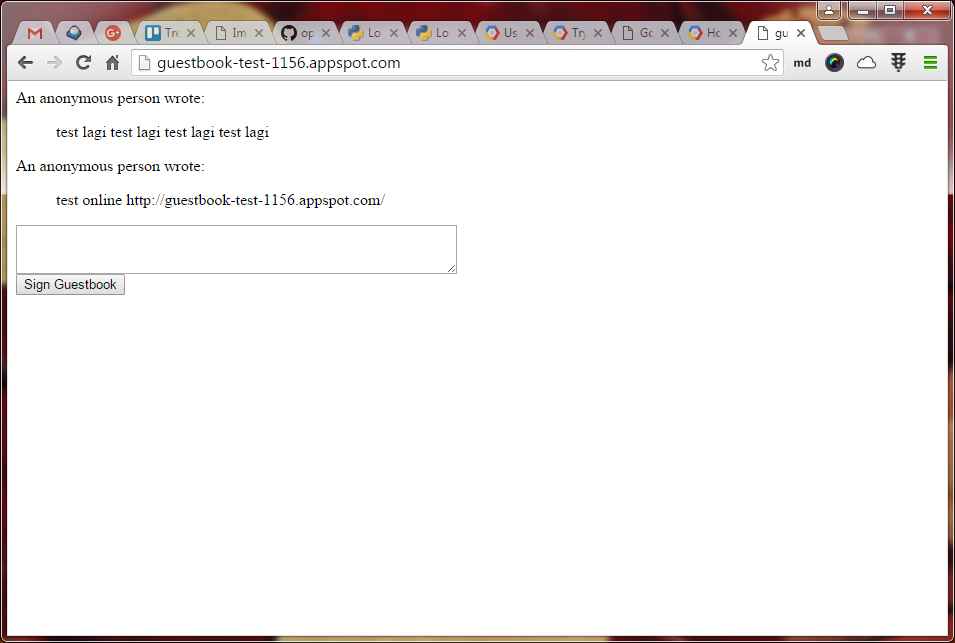 Tre
Im
op
Lo
Lo
Us
Try
Go
Ho
gu
guestbook-test-1156.appspot.com
md
An anonymous person wrote:
test lagi test lagi test lagi test lagi
An anonymous person wrote:
test online http://guestbook-test-1156.appspot.com/
Sign Guestbook